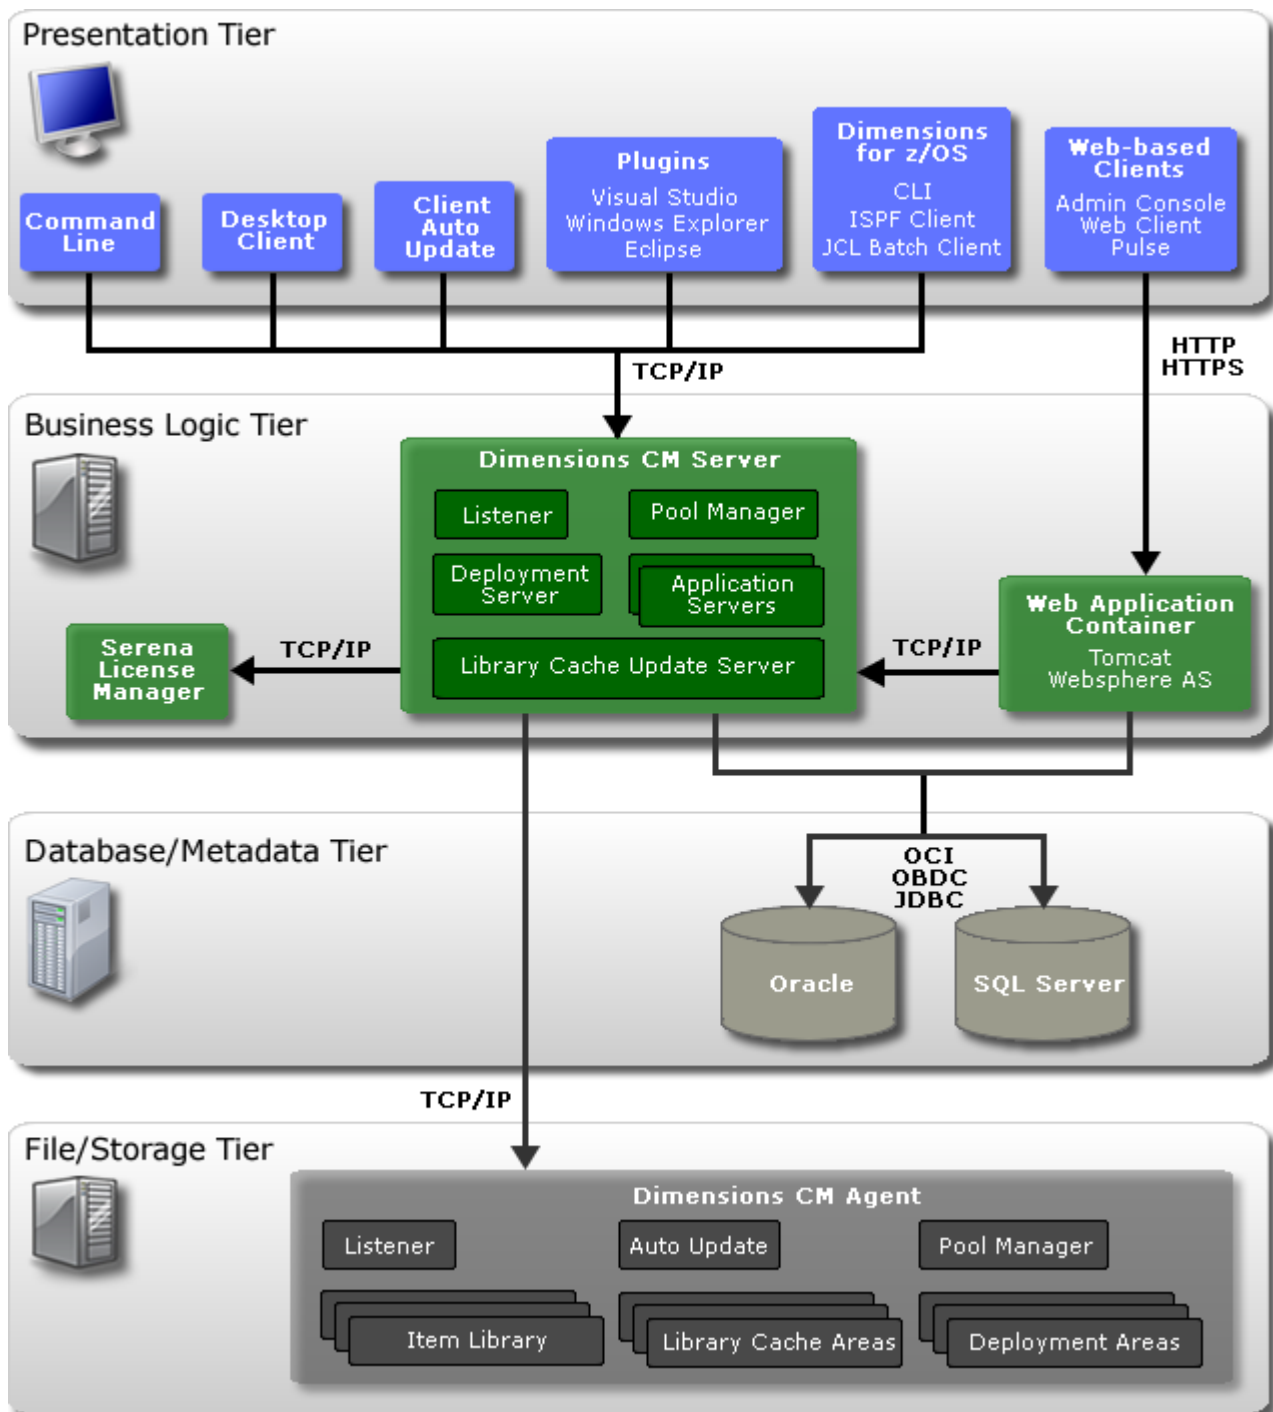 Presentation Tier
Command
Line
Desktop
Client
Client
Auto
Update
Plugins
Visual Studio
Windows Explorer
Eclipse
Dimensions
for z/OS
CLI
ISPF Client
JCL Batch Client
Web-based
Clients
Admin Console
Web Client
Pulse
TCP/IP
HTTP
HTTPS
Business Logic Tier
Dimensions CM Server
Listener
Pool Manager
Deployment
Server
Application
Servers
Library Cache Update Server
Serena
License
Manager
TCP/IP
TCP/IP
Web Application
Container
Tomcat
Websphere AS
Database/Metadata Tier
OCI
OBDC
JDBC
Oracle
SQL Server
TCP/IP
File/Storage Tier
Dimensions CM Agent
Listener
Auto Update
Pool Manager
Item Library
Library Cache Areas
Deployment Areas